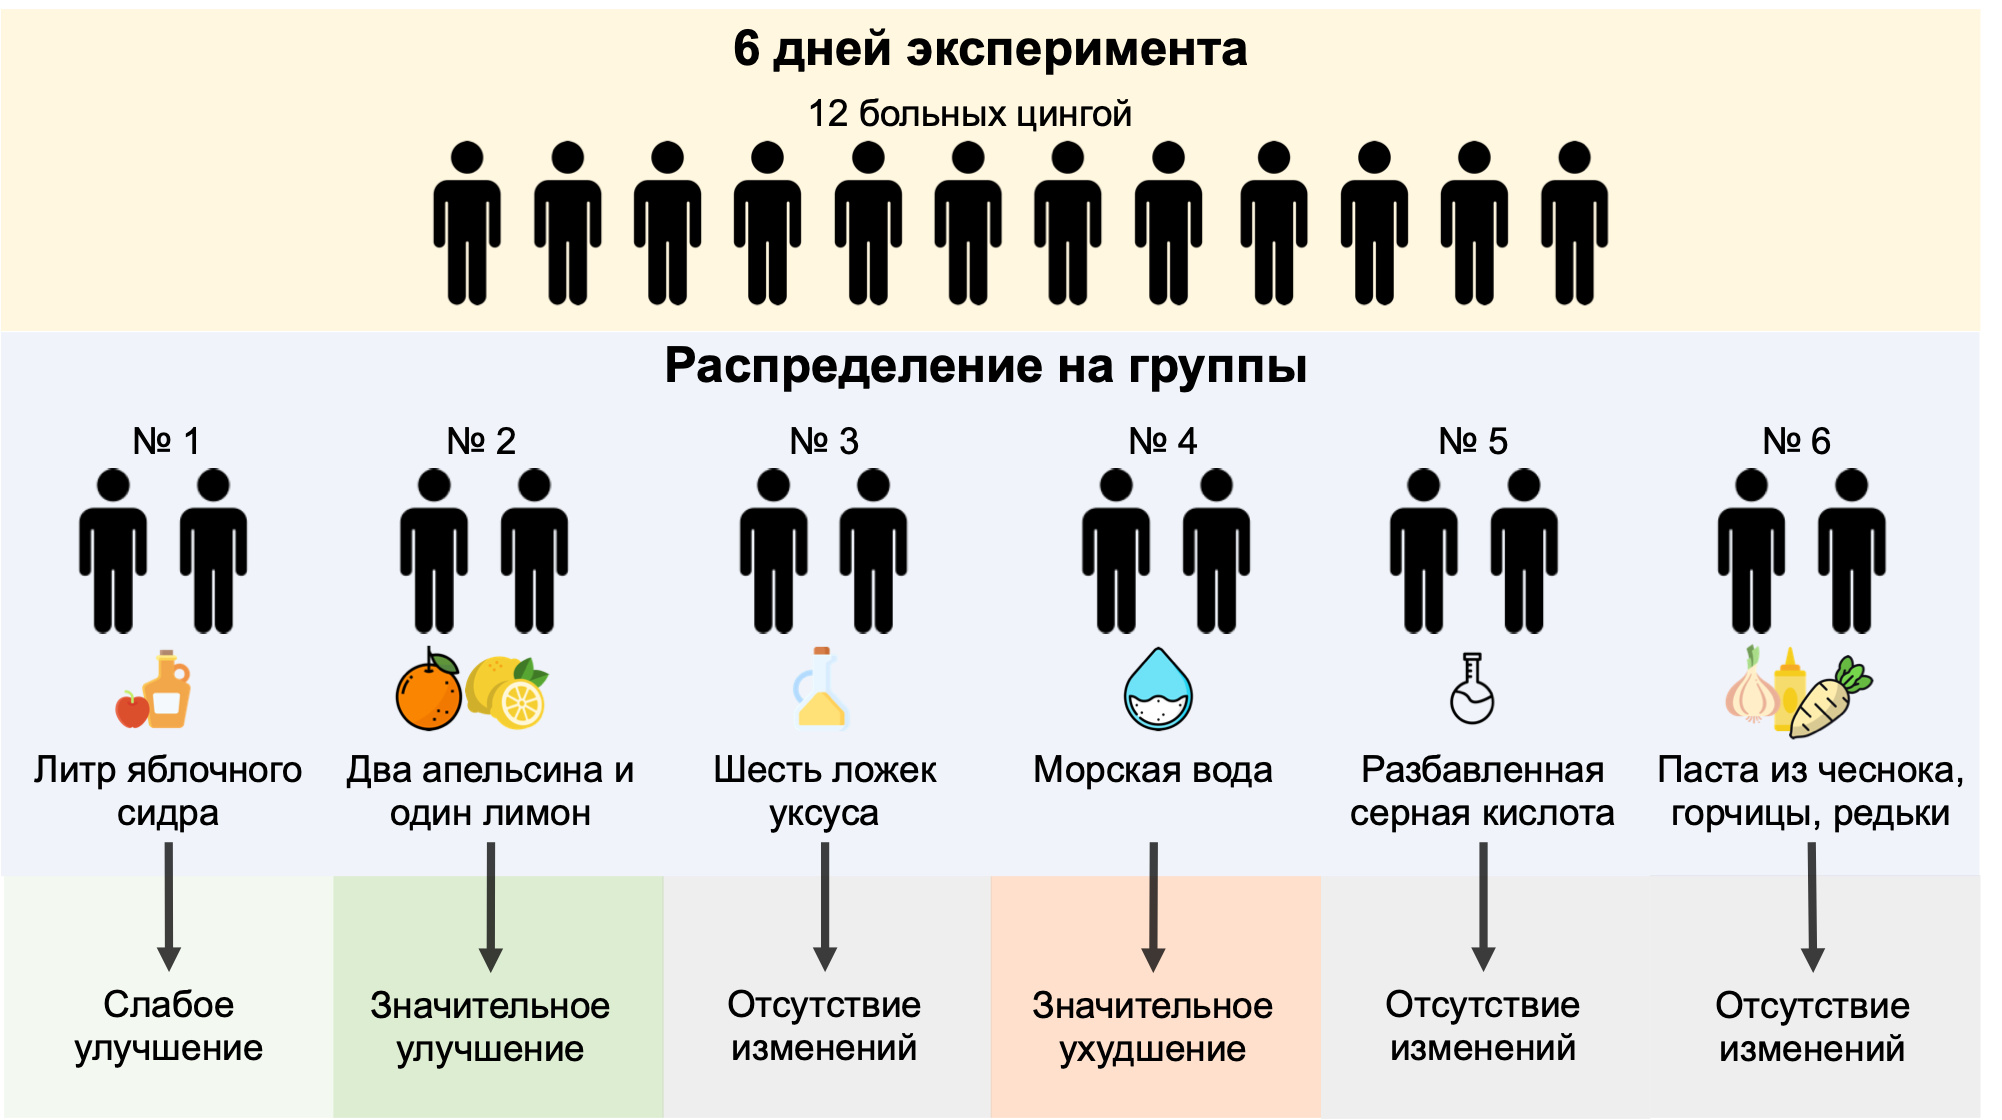 6 дней эксперимента
12 больных цингой
Распределение на группы
№ 1
№ 2
№ 3
№ 4
№ 5
№ 6
Литр яблочного
сидра
Два апельсина и
один лимон
Шесть ложек
уксуса
Морская вода
Разбавленная
серная кислота
Паста из чеснока,
горчицы, редьки
Слабое
улучшение
Значительное
улучшение
Отсутствие
изменений
Значительное
ухудшение
Отсутствие
изменений
Отсутствие
изменений